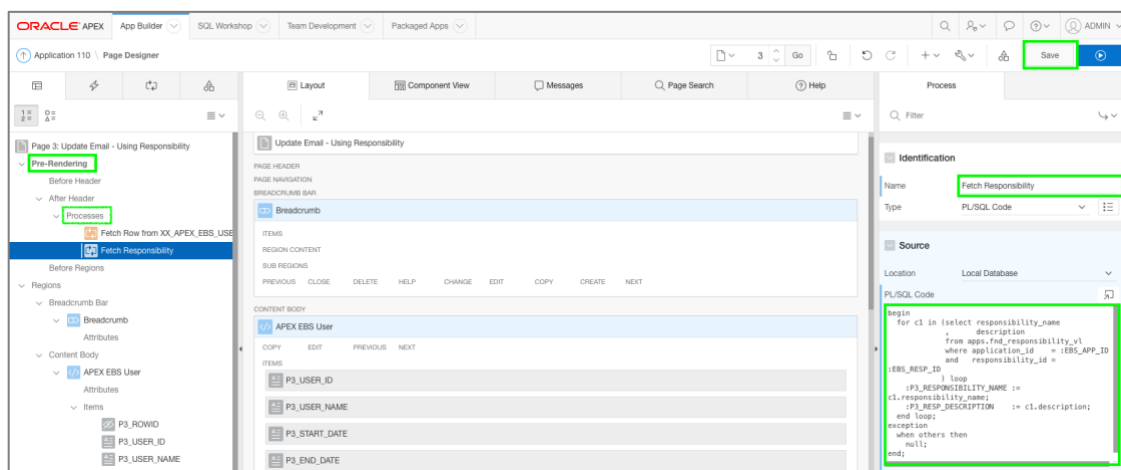 ORACLE APEX App Builder SQL Workshop Team Development Packaged Apps ADMIN
Application 110 \ Page Designer 3 Go Save
Layout Component View Messages Page Search Help Process
Filter
Page 3: Update Email - Using Responsibility
Pre-Rendering
Before Header
After Header
Processes
Fetch Row from XX_APEX_EBS_USE
Fetch Responsibility
Before Regions
Regions
Breadcrumb Bar
Breadcrumb
Attributes
Content Body
APEX EBS User
Attributes
Items
P3_ROWID
P3_USER_ID
P3_USER_NAME
Update Email - Using Responsibility
PAGE HEADER
PAGE NAVIGATION
BREADCRUMB BAR
Breadcrumb
ITEMS
REGION CONTENT
SUB REGIONS
PREVIOUS CLOSE DELETE HELP CHANGE EDIT COPY CREATE NEXT
CONTENT BODY
APEX EBS User
COPY EDIT PREVIOUS NEXT
ITEMS
P3_USER_ID
P3_USER_NAME
P3_START_DATE
P3_END_DATE
Identification
Name Fetch Responsibility
Type PL/SQL Code
Source
Location Local Database
PL/SQL Code
begin
for c1 in (select responsibility_name
, description
from apps.fnd_responsibility_vl
where application_id = :EBS_APP_ID
and responsibility_id =
:EBS_RESP_ID
) loop
:P3_RESPONSIBILITY_NAME :=
c1.responsibility_name;
:P3_RESP_DESCRIPTION := c1.description;
end loop;
exception
when others then
null;
end;